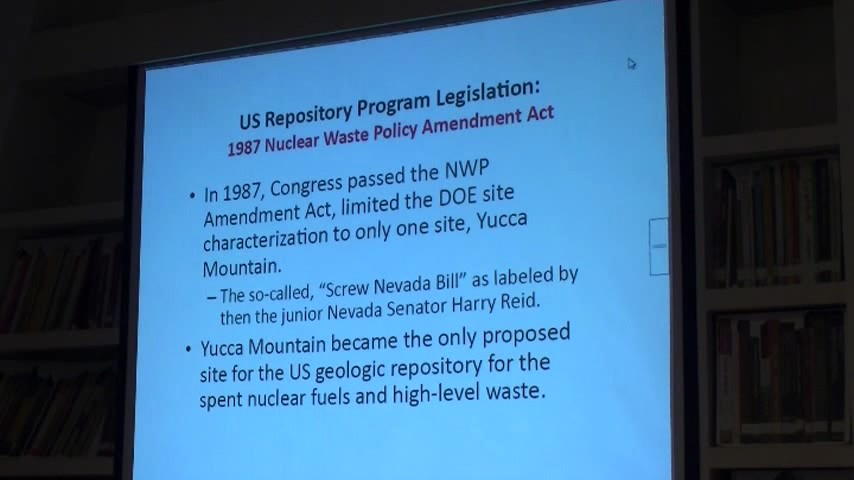 US Repository Program Legislation:
1987 Nuclear Waste Policy Amendment Act
• In 1987, Congress passed the NWP
Amendment Act, limited the DOE site
characterization to only one site, Yucca
Mountain.
– The so-called, “Screw Nevada Bill” as labeled by
then the junior Nevada Senator Harry Reid.
• Yucca Mountain became the only proposed
site for the US geologic repository for the
spent nuclear fuels and high-level waste.